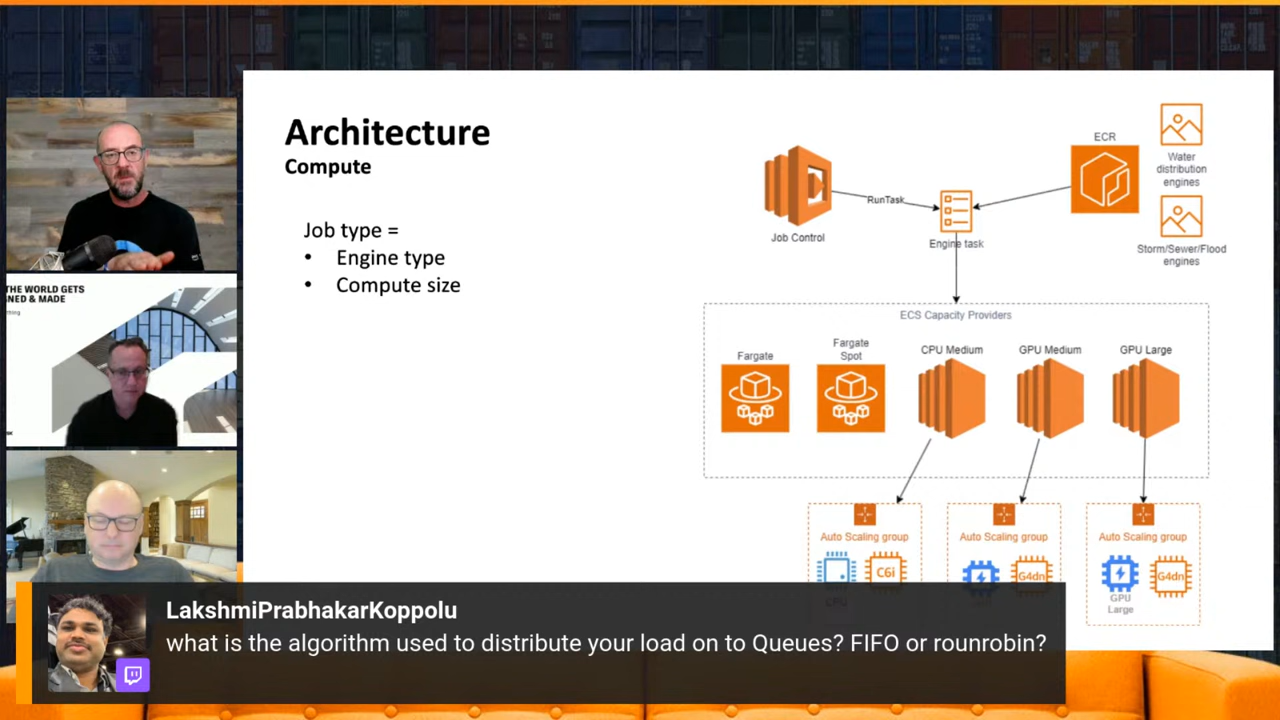 Architecture
Compute
Job type =
• Engine type
• Compute size
ECR
Water
distribution
engines
RunTask
Job Control
Engine task
Storm/Sewer/Flood
engines
ECS Capacity Providers
Fargate
Fargate
Spot
CPU Medium
GPU Medium
GPU Large
Auto Scaling group
Auto Scaling group
Auto Scaling group
C6i
G4dn
G4dn
GPU
Large
THE WORLD GETS
NED & MADE
LakshmiPrabhakarKoppolu
what is the algorithm used to distribute your load on to Queues? FIFO or rounrobin?